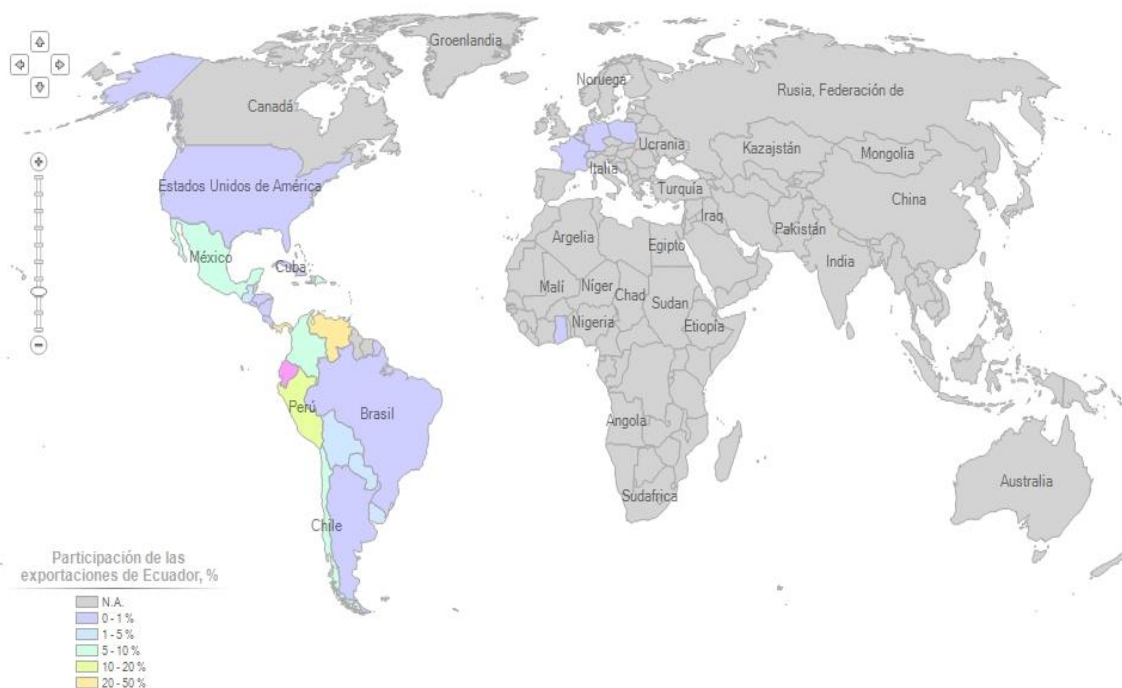 Groenlandia
Noruega
Rusia, Federación de
Canadá
Ucrania
Kazajstán
Mongolia
Italia
Estados Unidos de América
Turquía
China
Iraq
Pakistán
Argelia
Egipto
México
India
Cuba
Malí
Níger
Chad
Sudan
Nigeria
Etiopía
Perú
Brasil
Angola
Australia
Sudafrica
Chile
Participación de las
exportaciones de Ecuador, %
N.A.
0 - 1 %
1 - 5 %
5 - 10 %
10 - 20 %
20 - 50 %